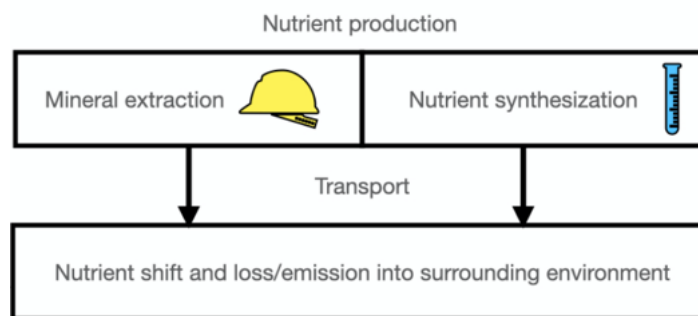 Nutrient production
Mineral extraction
Nutrient synthesization
Transport
Nutrient shift and loss/emission into surrounding environment